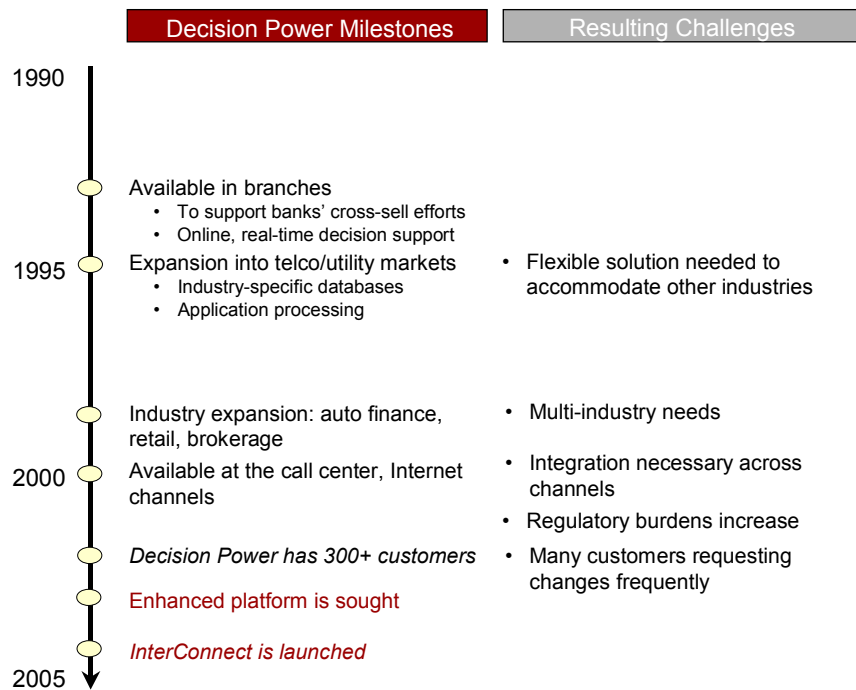 Decision Power Milestones
Resulting Challenges
1990
Available in branches
• To support banks' cross-sell efforts
• Online, real-time decision support
1995
Expansion into telco/utility markets
• Industry-specific databases
• Application processing
• Flexible solution needed to
accommodate other industries
Industry expansion: auto finance,
retail, brokerage
• Multi-industry needs
2000
Available at the call center, Internet
channels
• Integration necessary across
channels
• Regulatory burdens increase
Decision Power has 300+ customers
• Many customers requesting
changes frequently
Enhanced platform is sought
InterConnect is launched
2005